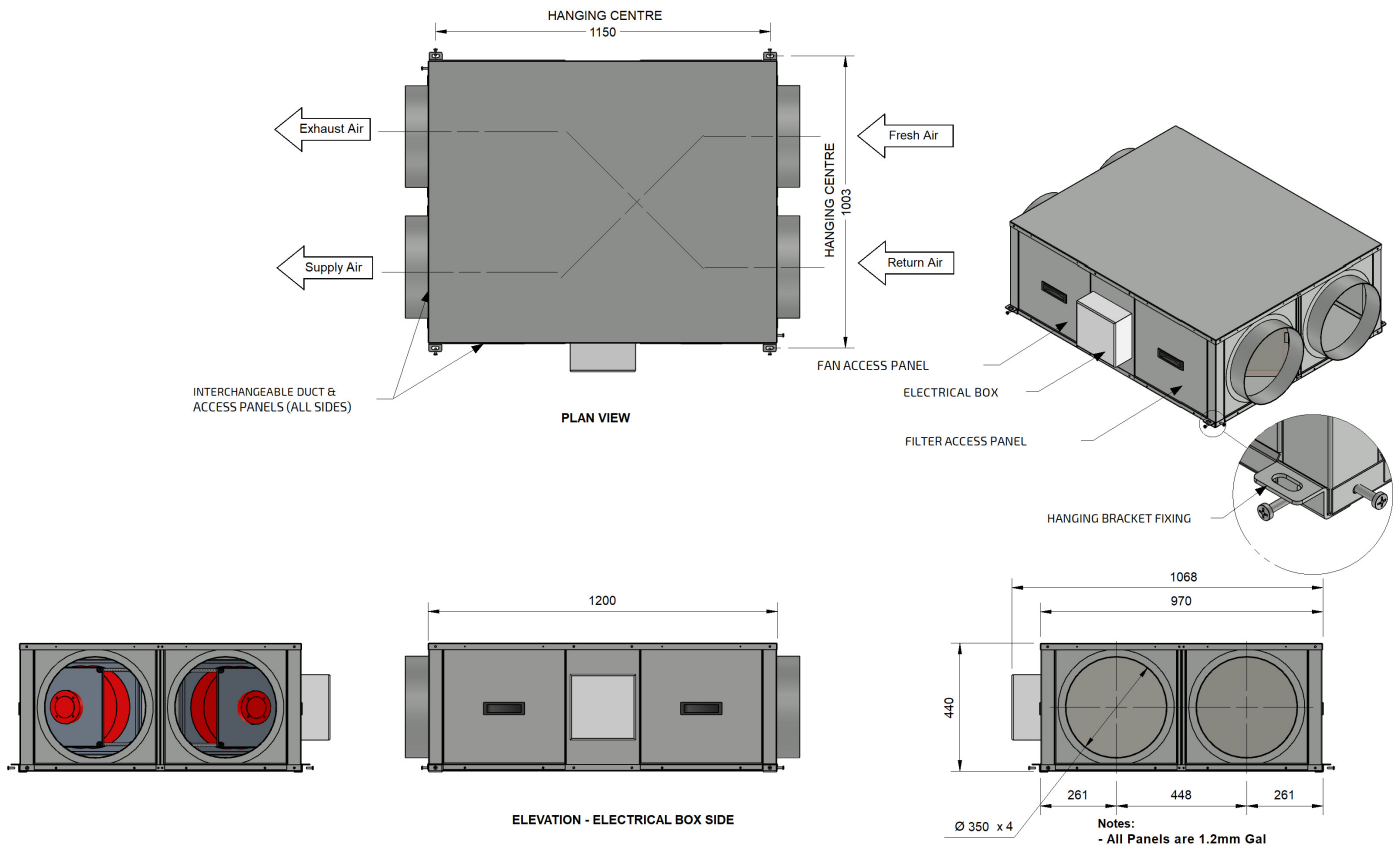 HANGING CENTRE
1150
Exhaust Air
Fresh Air
HANGING CENTRE
1003
Supply Air
Return Air
INTERCHANGEABLE DUCT &
ACCESS PANELS (ALL SIDES)
PLAN VIEW
FAN ACCESS PANEL
ELECTRICAL BOX
FILTER ACCESS PANEL
HANGING BRACKET FIXING
1200
ELEVATION - ELECTRICAL BOX SIDE
1068
970
440
261
448
261
Ø 350 x 4
Notes:
- All Panels are 1.2mm Gal